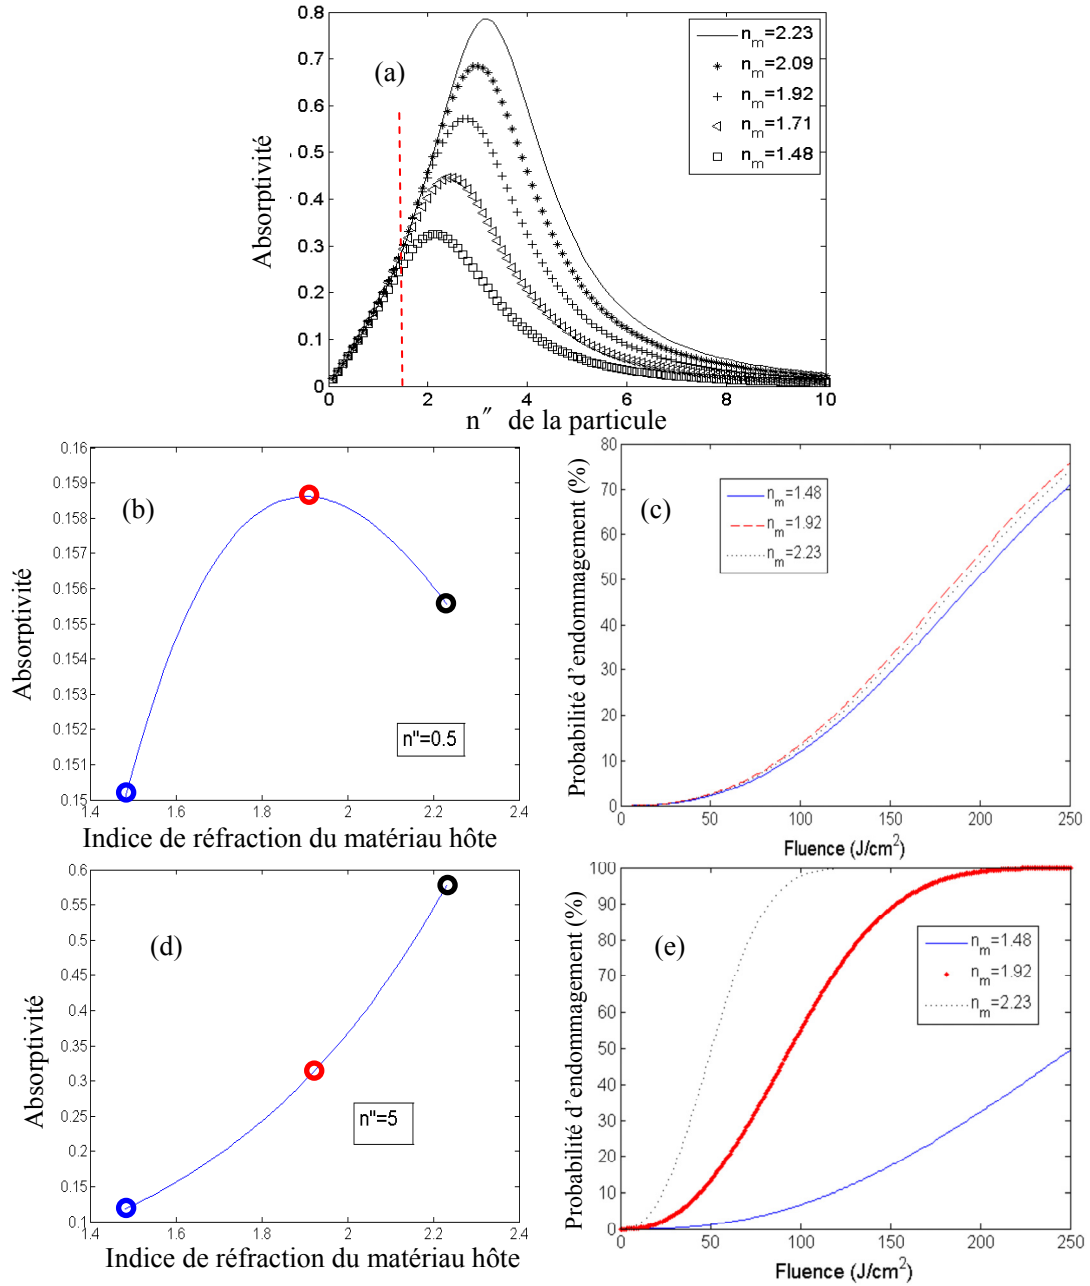 0.8
0.7
0.6
0.5
0.4
0.3
0.2
0.1
0
Absorptivité
(a)
n_m=2.23
n_m=2.09
n_m=1.92
n_m=1.71
n_m=1.48
0 2 4 6 8 10
n″ de la particule
0.16
0.159
0.158
0.157
0.156
0.155
0.154
0.153
0.152
0.151
0.15
Absorptivité
(b)
n"=0.5
1.4 1.6 1.8 2 2.2 2.4
Indice de réfraction du matériau hôte
80
70
60
50
40
30
20
10
0
Probabilité d'endommagement (%)
(c)
n_m=1.48
n_m=1.92
n_m=2.23
0 50 100 150 200 250
Fluence (J/cm²)
0.6
0.55
0.5
0.45
0.4
0.35
0.3
0.25
0.2
0.15
0.1
Absorptivité
(d)
n"=5
1.4 1.6 1.8 2 2.2 2.4
Indice de réfraction du matériau hôte
100
90
80
70
60
50
40
30
20
10
0
Probabilité d'endommagement (%)
(e)
n_m=1.48
n_m=1.92
n_m=2.23
0 50 100 150 200 250
Fluence (J/cm²)